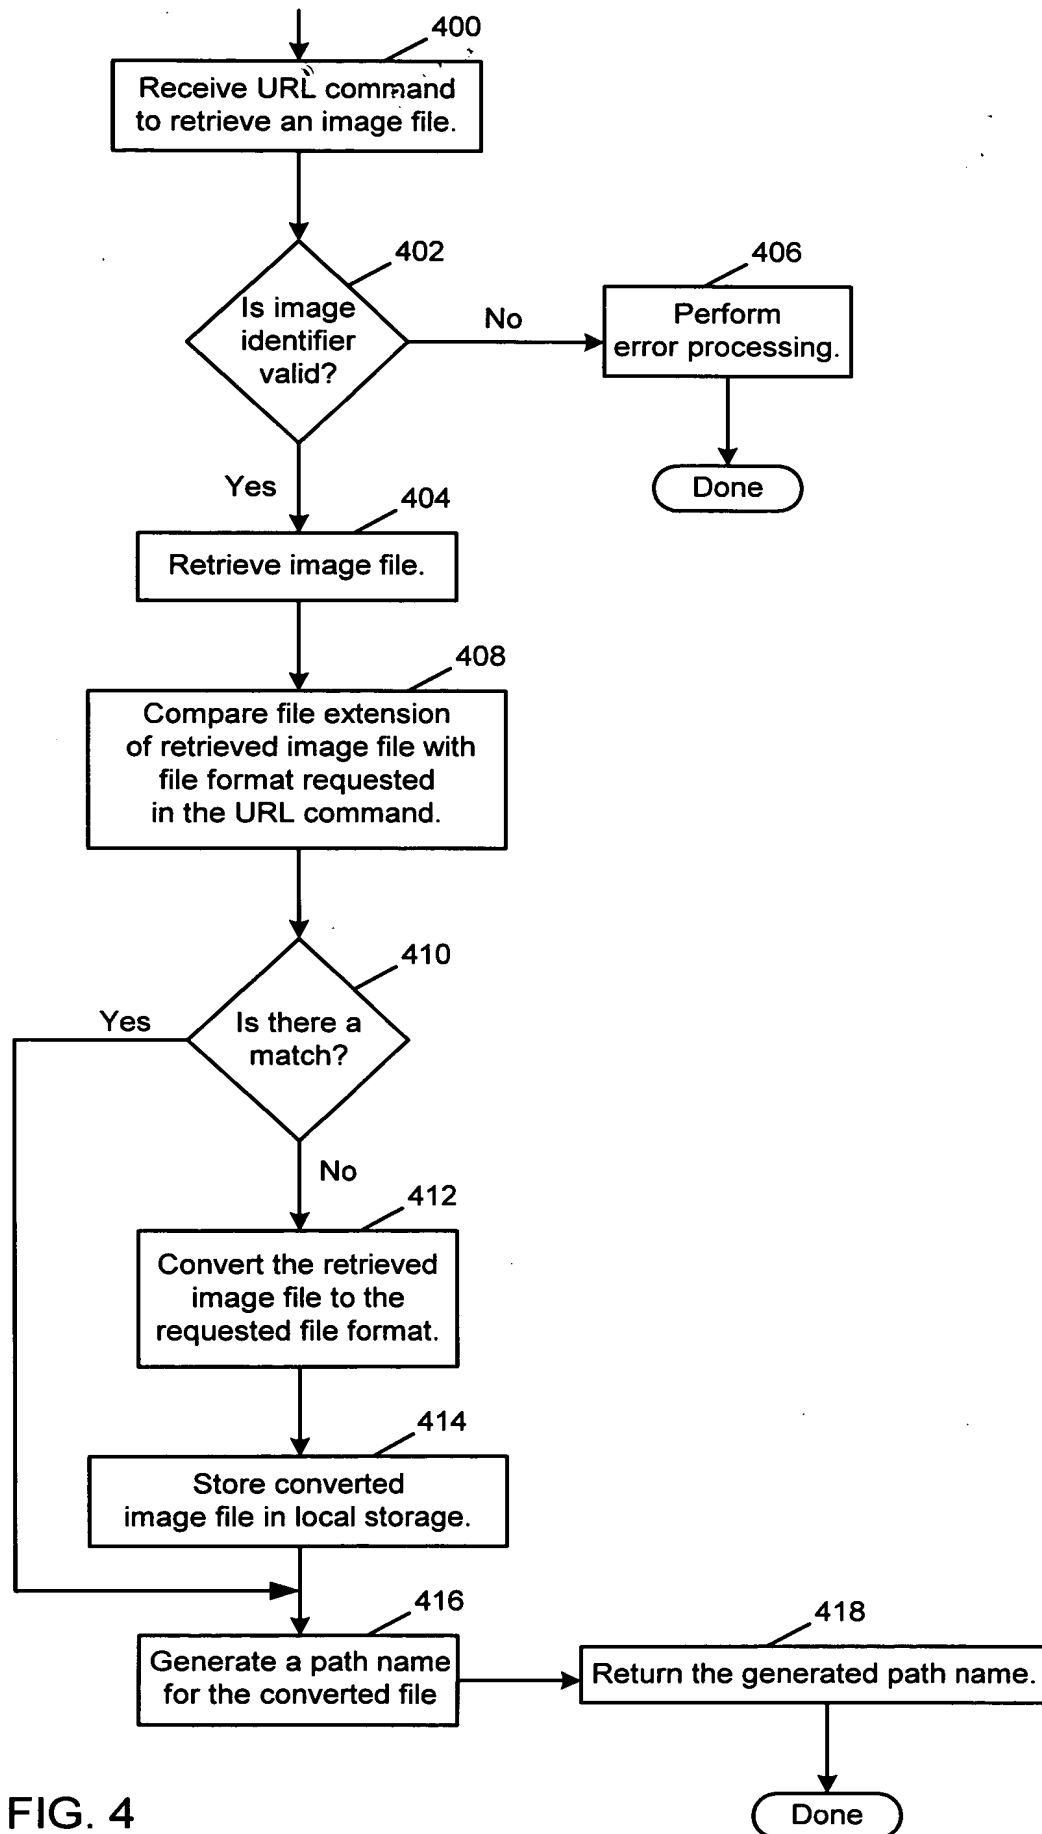 400
Receive URL command
to retrieve an image file.
402
Is image
identifier
valid?
No
406
Perform
error processing.
Done
Yes
404
Retrieve image file.
408
Compare file extension
of retrieved image file with
file format requested
in the URL command.
410
Is there a
match?
Yes
No
412
Convert the retrieved
image file to the
requested file format.
414
Store converted
image file in local storage.
416
Generate a path name
for the converted file
418
Return the generated path name.
Done
FIG. 4